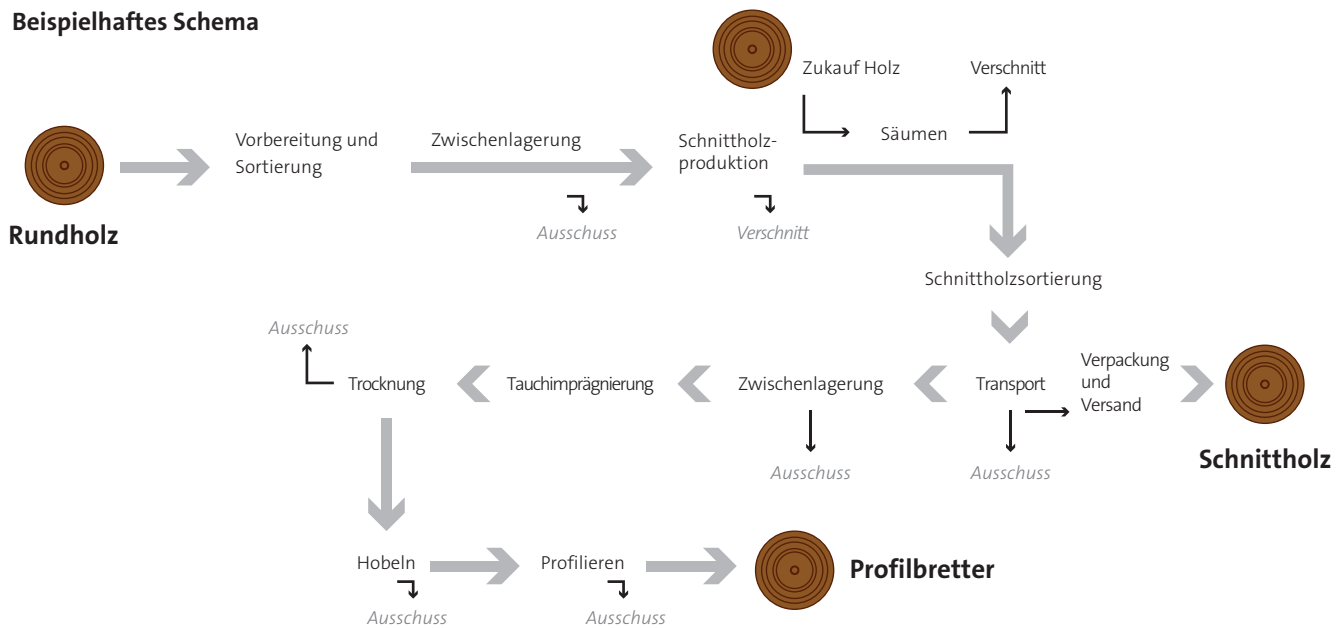 Beispielhaftes Schema
Zukauf Holz
Verschnitt
Säumen
Vorbereitung und
Sortierung
Zwischenlagerung
Schnittholz-
produktion
Rundholz
Ausschuss
Verschnitt
Schnittholzsortierung
Ausschuss
Trocknung
Tauchimprägnierung
Zwischenlagerung
Transport
Verpackung
und
Versand
Schnittholz
Ausschuss
Ausschuss
Hobeln
Profilieren
Profilbretter
Ausschuss
Ausschuss